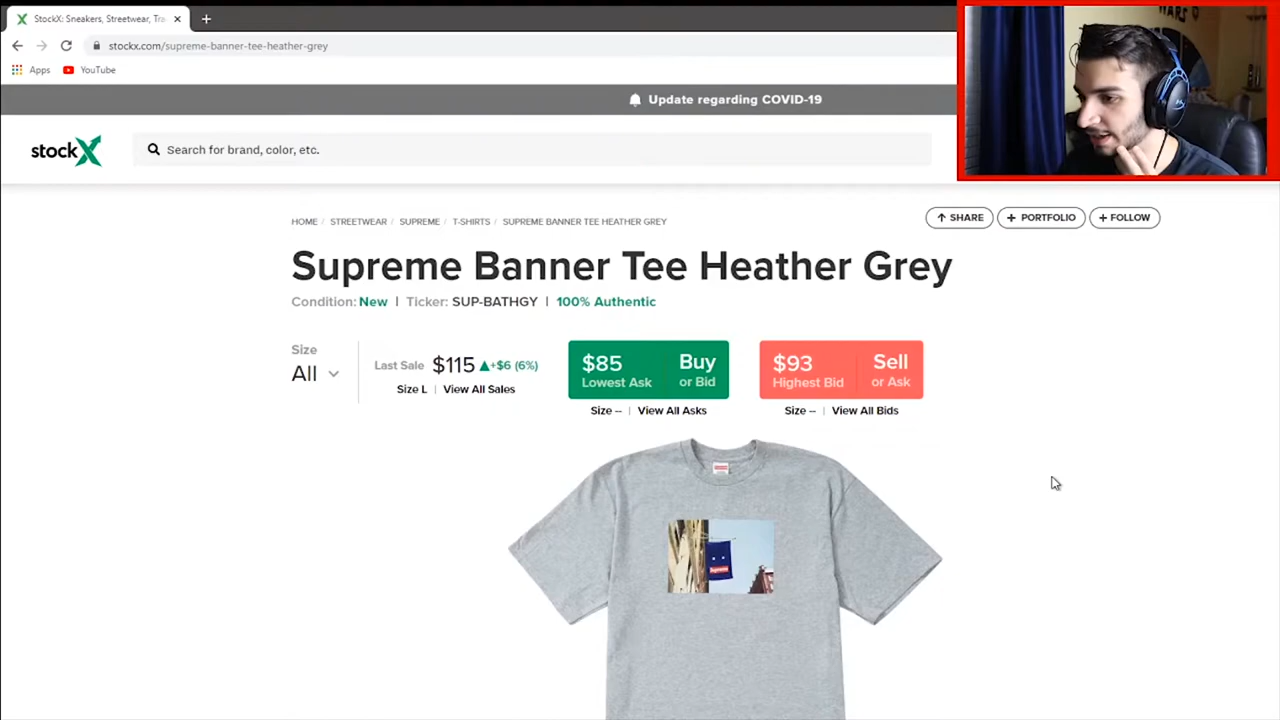 StockX: Sneakers, Streetwear, Tra
stockx.com/supreme-banner-tee-heather-grey
Apps YouTube
Update regarding COVID-19
stockX
Search for brand, color, etc.
HOME / STREETWEAR / SUPREME / T-SHIRTS / SUPREME BANNER TEE HEATHER GREY
SHARE + PORTFOLIO + FOLLOW
Supreme Banner Tee Heather Grey
Condition: New | Ticker: SUP-BATHGY | 100% Authentic
Size
All
Last Sale $115 ▲+$6 (6%)
Size L | View All Sales
$85 Buy
Lowest Ask or Bid
Size -- | View All Asks
$93 Sell
Highest Bid or Ask
Size -- | View All Bids
Supreme